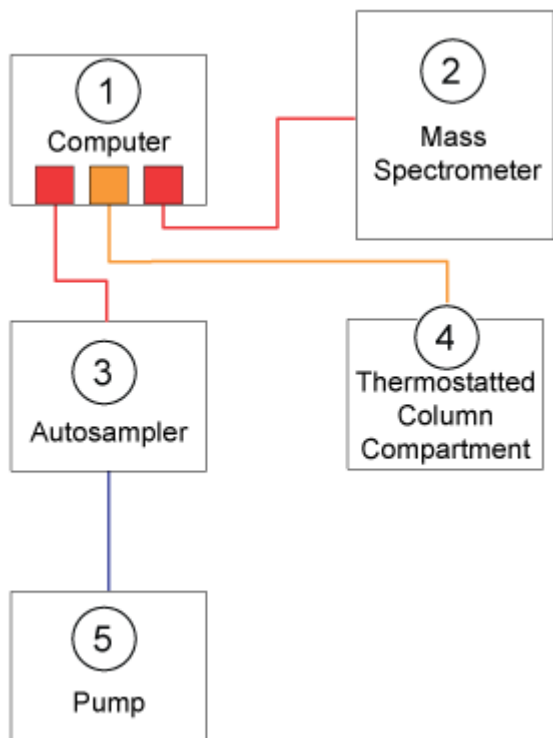 1
Computer
2
Mass
Spectrometer
3
Autosampler
4
Thermostatted
Column
Compartment
5
Pump